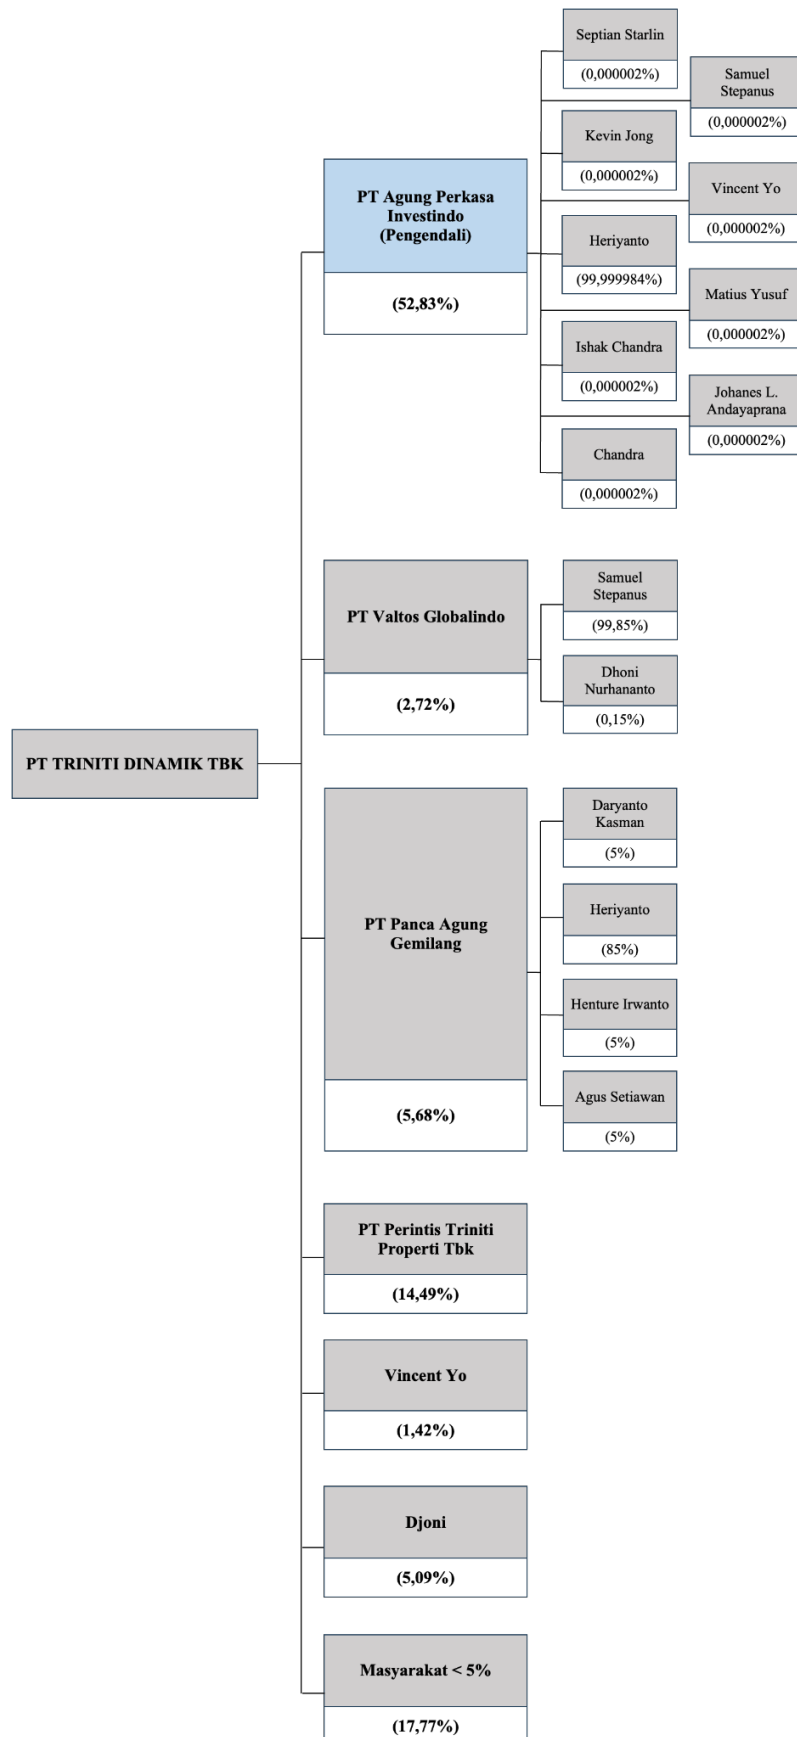 PT TRINITI DINAMIK TBK
PT Agung Perkasa
Investindo
(Pengendali)
(52,83%)
Septian Starlin
(0,000002%)
Samuel
Stepanus
(0,000002%)
Kevin Jong
(0,000002%)
Vincent Yo
(0,000002%)
Heriyanto
(99,999984%)
Matius Yusuf
(0,000002%)
Ishak Chandra
(0,000002%)
Johanes L.
Andayaprana
(0,000002%)
Chandra
(0,000002%)
PT Valtos Globalindo
(2,72%)
Samuel
Stepanus
(99,85%)
Dhoni
Nurhananto
(0,15%)
PT Panca Agung
Gemilang
(5,68%)
Daryanto
Kasman
(5%)
Heriyanto
(85%)
Henture Irwanto
(5%)
Agus Setiawan
(5%)
PT Perintis Triniti
Properti Tbk
(14,49%)
Vincent Yo
(1,42%)
Djoni
(5,09%)
Masyarakat < 5%
(17,77%)